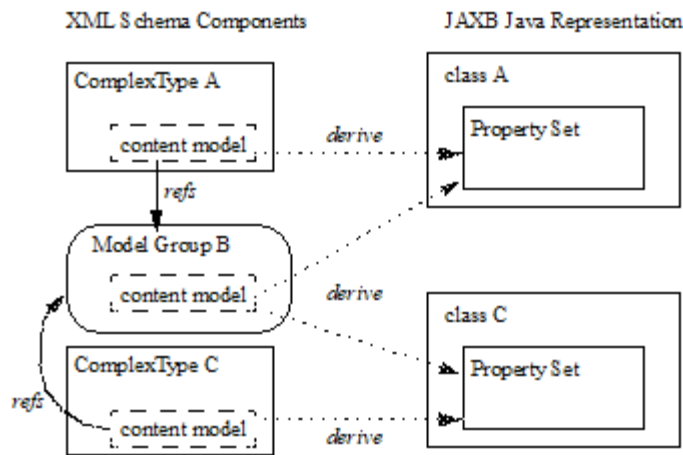 XML Schema Components
JAXB Java Representation
ComplexType A
content model
derive
class A
Property Set
refs
Model Group B
content model
derive
class C
Property Set
ComplexType C
refs
content model
derive